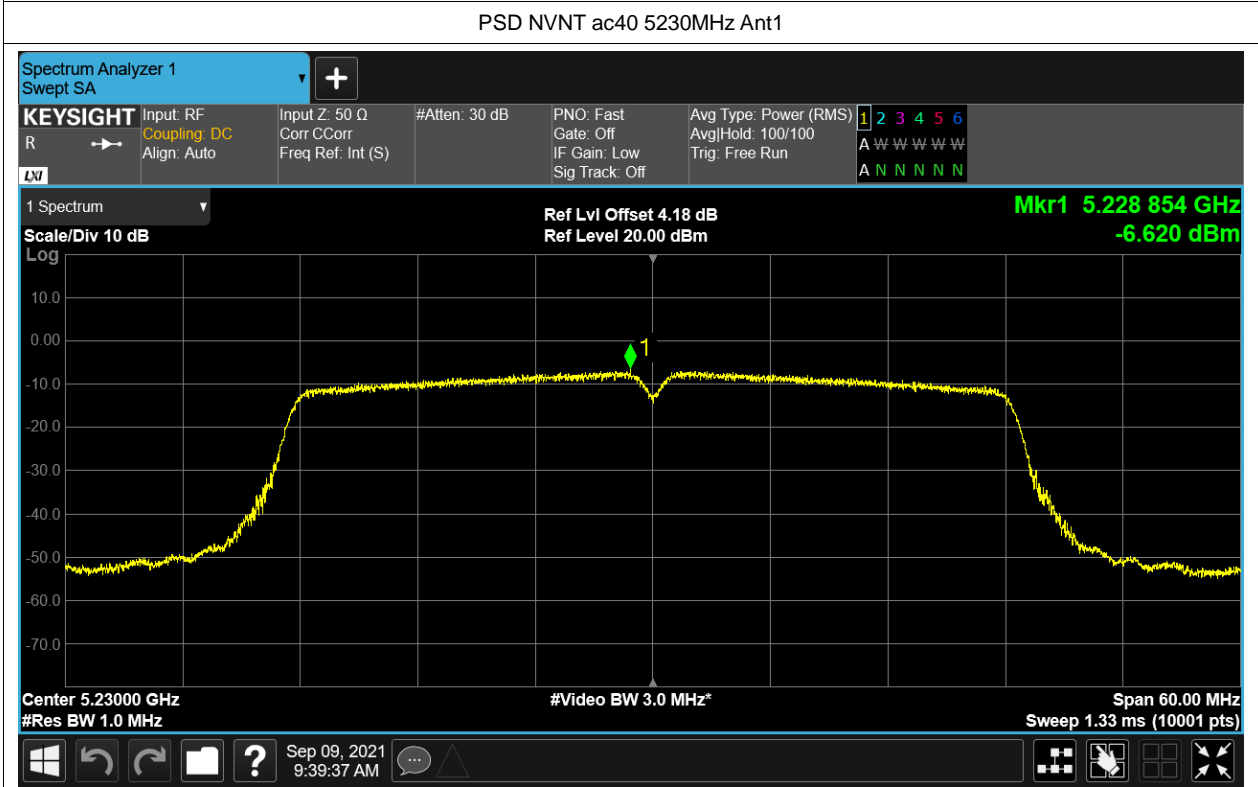 PSD NVNT ac40 5230MHz Ant1
Spectrum Analyzer 1
Swept SA
KEYSIGHT
R
LXI
Input: RF
Coupling: DC
Align: Auto
Input Z: 50 Ω
Corr CCorr
Freq Ref: Int (S)
#Atten: 30 dB
PNO: Fast
Gate: Off
IF Gain: Low
Sig Track: Off
Avg Type: Power (RMS)
Avg|Hold: 100/100
Trig: Free Run
1 2 3 4 5 6
A W W W W W
A N N N N N
1 Spectrum
Scale/Div 10 dB
Log
Ref Lvl Offset 4.18 dB
Ref Level 20.00 dBm
Mkr1 5.228 854 GHz
-6.620 dBm
10.0
0.00
1
-10.0
-20.0
-30.0
-40.0
-50.0
-60.0
-70.0
Center 5.23000 GHz
#Video BW 3.0 MHz*
Span 60.00 MHz
#Res BW 1.0 MHz
Sweep 1.33 ms (10001 pts)
?
Sep 09, 2021
9:39:37 AM